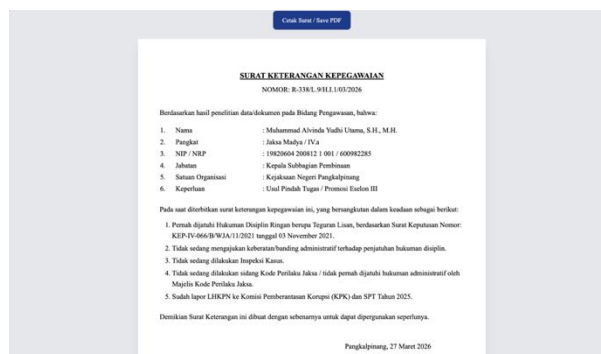 Cetak Surat / Save PDF
SURAT KETERANGAN KEPEGAWAIAN
NOMOR: R-338/L.9/H.I.1/03/2026
Berdasarkan hasil penelitian data/dokumen pada Bidang Pengawasan, bahwa:
1. Nama : Muhammad Alvinda Yudhi Utama, S.H., M.H.
2. Pangkat : Jaksa Madya / IV.a
3. NIP / NRP : 19820604 200812 1 001 / 600982285
4. Jabatan : Kepala Subbagian Pembinaan
5. Satuan Organisasi : Kejaksaan Negeri Pangkalpinang
6. Keperluan : Usul Pindah Tugas / Promosi Eselon III
Pada saat diterbitkan surat keterangan kepegawaian ini, yang bersangkutan dalam keadaan sebagai berikut:
1. Pernah dijatuhi Hukuman Disiplin Ringan berupa Teguran Lisan, berdasarkan Surat Keputusan Nomor:
KEP-IV-066/B/WJA/11/2021 tanggal 03 November 2021.
2. Tidak sedang mengajukan keberatan/banding administratif terhadap penjatuhan hukuman disiplin.
3. Tidak sedang dilakukan Inspeksi Kasus.
4. Tidak sedang dilakukan sidang Kode Perilaku Jaksa / tidak pernah dijatuhi hukuman administratif oleh
Majelis Kode Perilaku Jaksa.
5. Sudah lapor LHKPN ke Komisi Pemberantasan Korupsi (KPK) dan SPT Tahun 2025.
Demikian Surat Keterangan ini dibuat dengan sebenarnya untuk dapat dipergunakan seperlunya.
Pangkalpinang, 27 Maret 2026